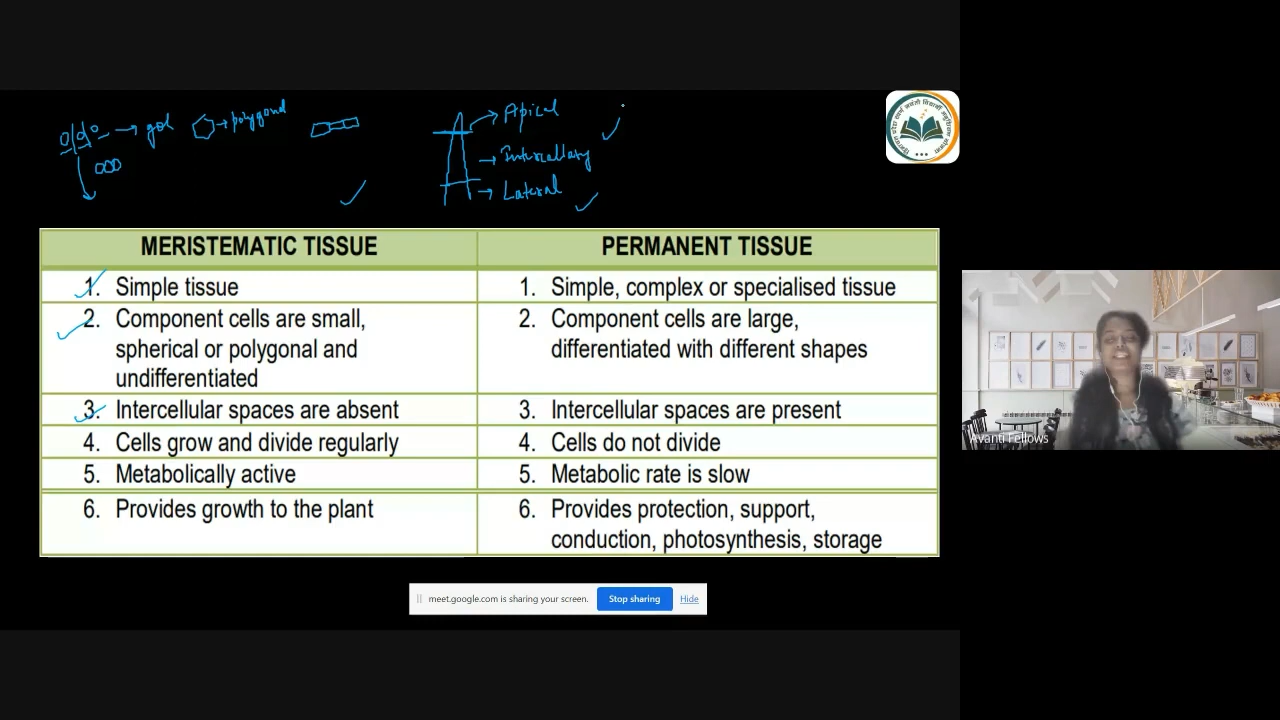 → Apical
gol
→ polygonal
→ Intercallary
→ Lateral
MERISTEMATIC TISSUE
PERMANENT TISSUE
1. Simple tissue
1. Simple, complex or specialised tissue
2. Component cells are small,
spherical or polygonal and
undifferentiated
2. Component cells are large,
differentiated with different shapes
3. Intercellular spaces are absent
3. Intercellular spaces are present
4. Cells grow and divide regularly
4. Cells do not divide
5. Metabolically active
5. Metabolic rate is slow
6. Provides growth to the plant
6. Provides protection, support,
conduction, photosynthesis, storage
Avanti Fellows
meet.google.com is sharing your screen.
Stop sharing
Hide